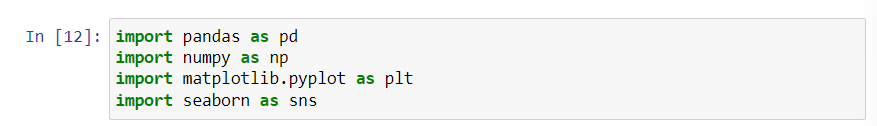 In [12]: import pandas as pd
import numpy as np
import matplotlib.pyplot as plt
import seaborn as sns